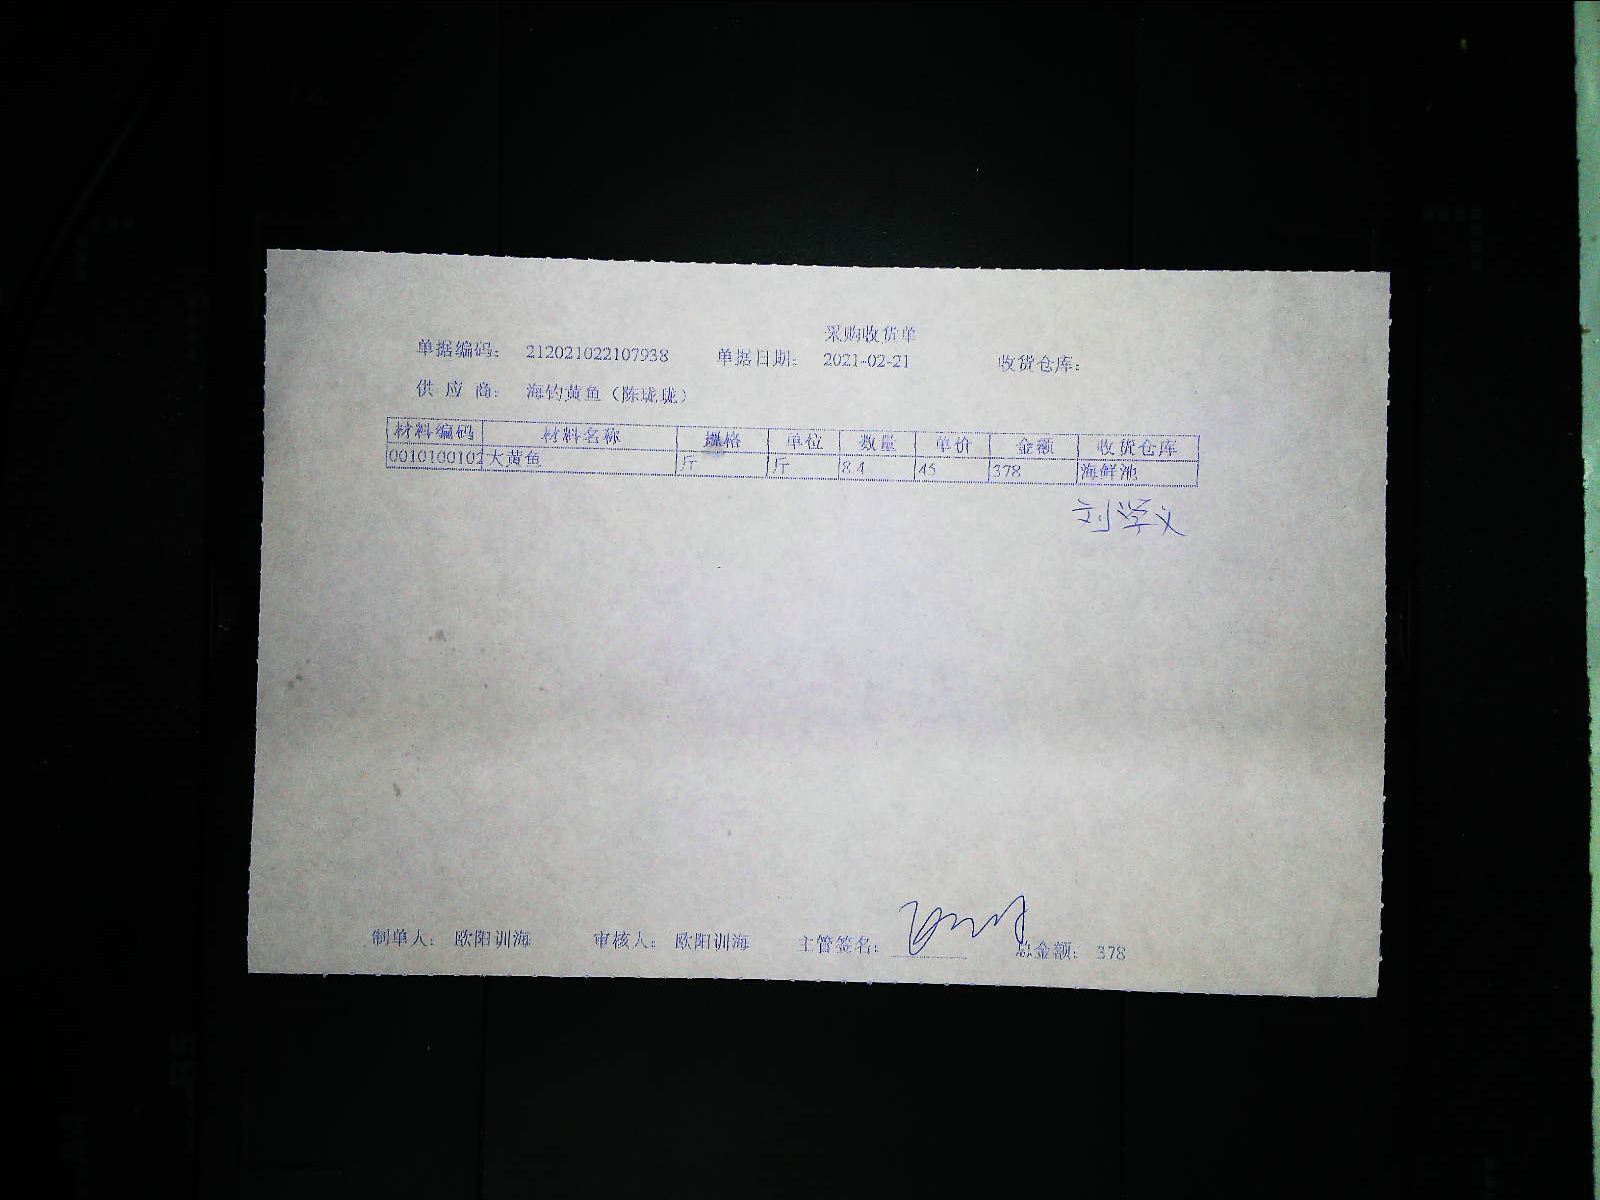 采购收货单
单据编码： 212021022107938 单据日期： 2021-02-21 收货仓库：
供 应 商： 海钓黄鱼（陈珑珑）
材料编码 材料名称 规格 单位 数量 单价 金额 收货仓库
0010100102 大黄鱼 斤 斤 8.4 45 378 海鲜池
刘学义
制单人： 欧阳训海 审核人： 欧阳训海 主管签名： 总金额： 378